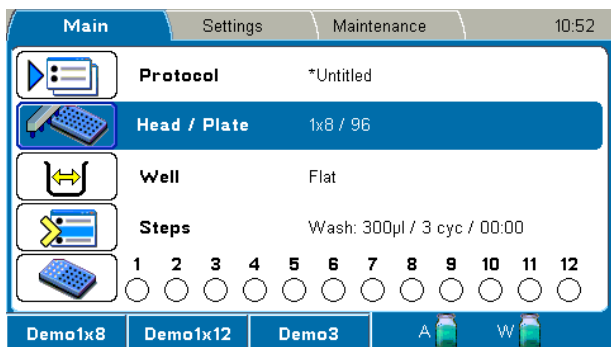 Main Settings Maintenance 10:52
Protocol *Untitled
Head / Plate 1x8 / 96
Well Flat
Steps Wash: 300µl / 3 cyc / 00:00
1 2 3 4 5 6 7 8 9 10 11 12
Demo1x8 Demo1x12 Demo3 A W